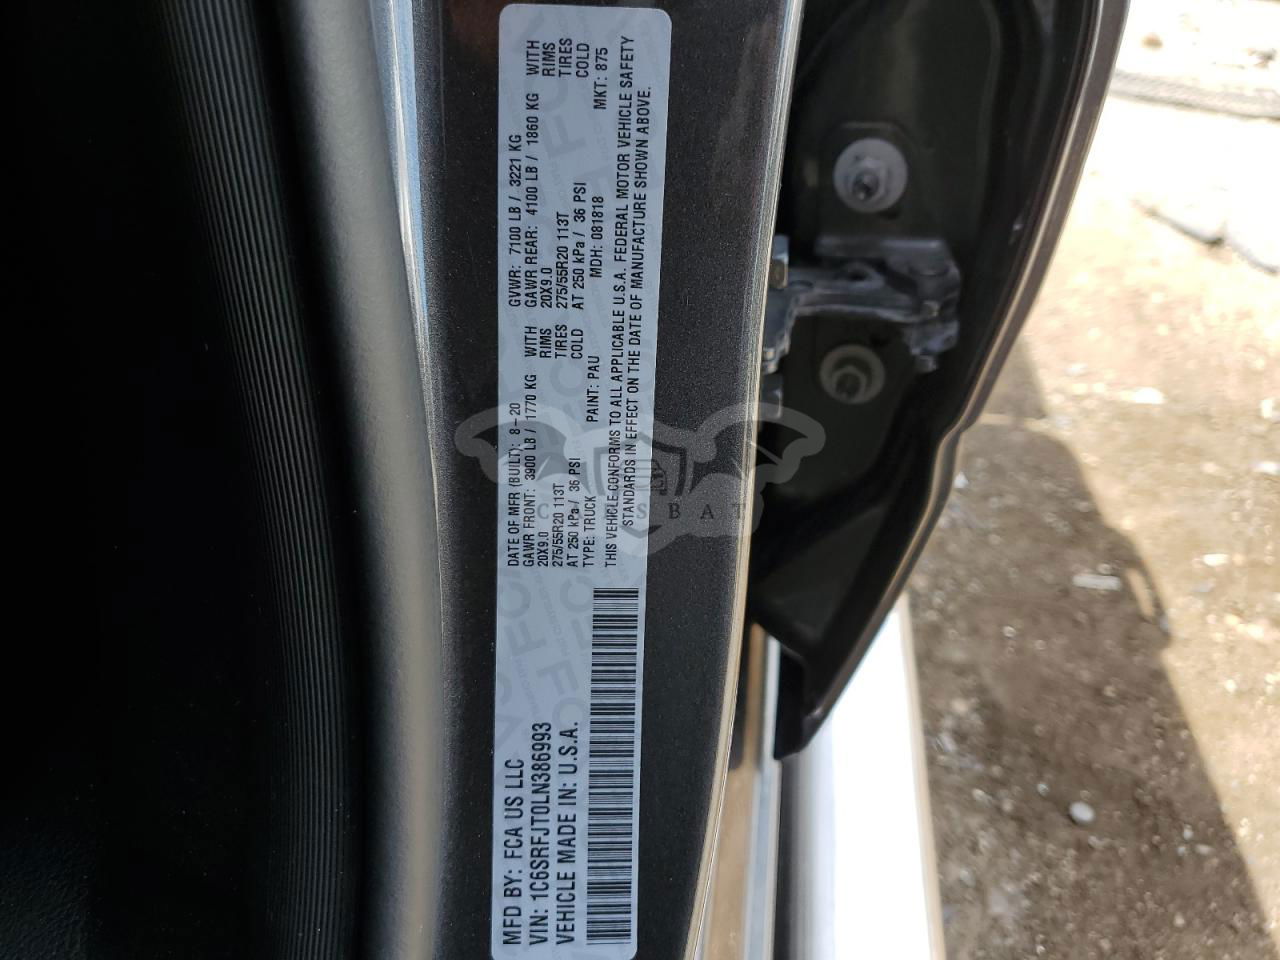 MFD BY: FCA US LLC
VIN: 1C6SRFJT0LN386993
VEHICLE MADE IN: U.S.A.
DATE OF MFR (BUILT): 8-20 GVWR: 7100 LB / 3221 KG
GAWR FRONT: 3900 LB / 1770 KG WITH GAWR REAR: 4100 LB / 1860 KG WITH
20X9.0 RIMS 20X9.0 RIMS
275/55R20 113T TIRES 275/55R20 113T TIRES
AT 250 kPa / 36 PSI COLD AT 250 kPa / 36 PSI COLD
TYPE: TRUCK PAINT: PAU MDH: 081818 MKT: 875
THIS VEHICLE CONFORMS TO ALL APPLICABLE U.S.A. FEDERAL MOTOR VEHICLE SAFETY
STANDARDS IN EFFECT ON THE DATE OF MANUFACTURE SHOWN ABOVE.